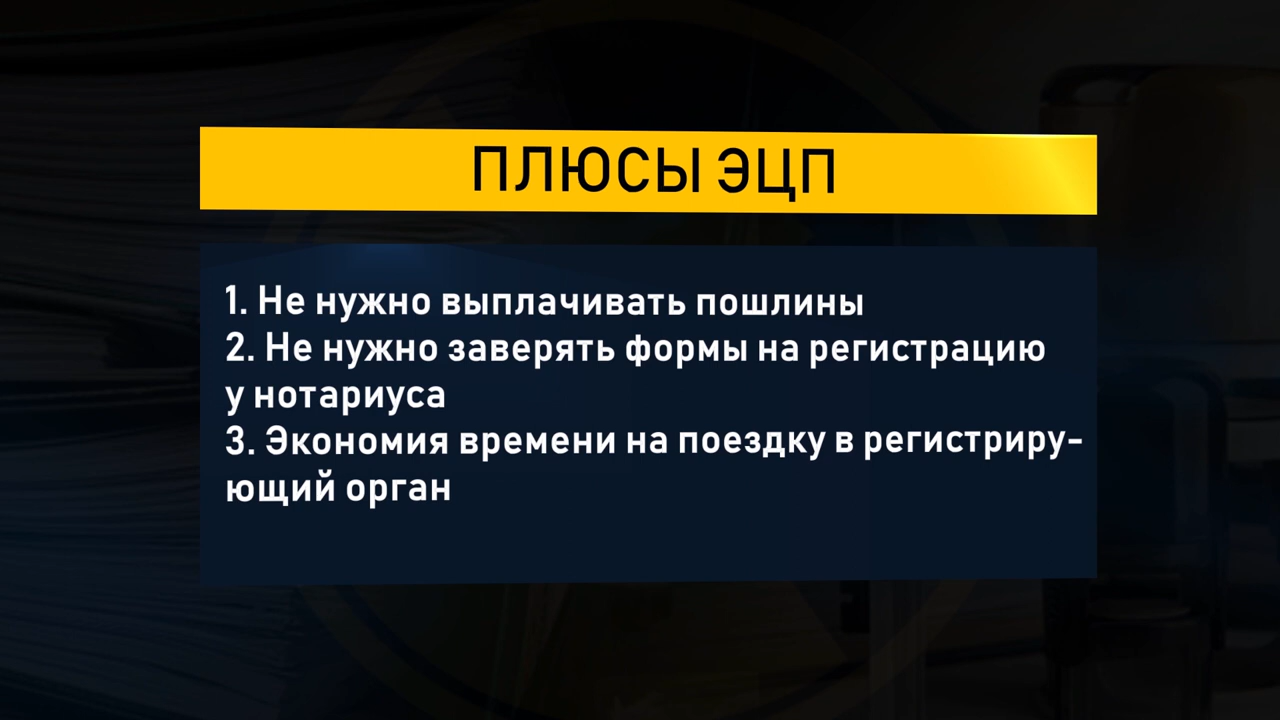 ПЛЮСЫ ЭЦП
1. Не нужно выплачивать пошлины
2. Не нужно заверять формы на регистрацию
у нотариуса
3. Экономия времени на поездку в регистриру-
ющий орган